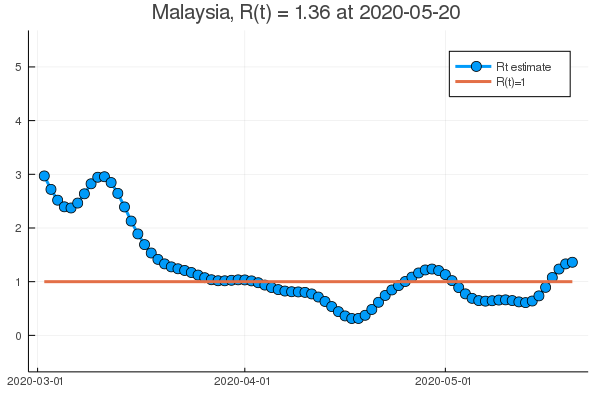 Malaysia, R(t) = 1.36 at 2020-05-20
5
Rt estimate
R(t)=1
4
3
2
1
0
2020-03-01 2020-04-01 2020-05-01